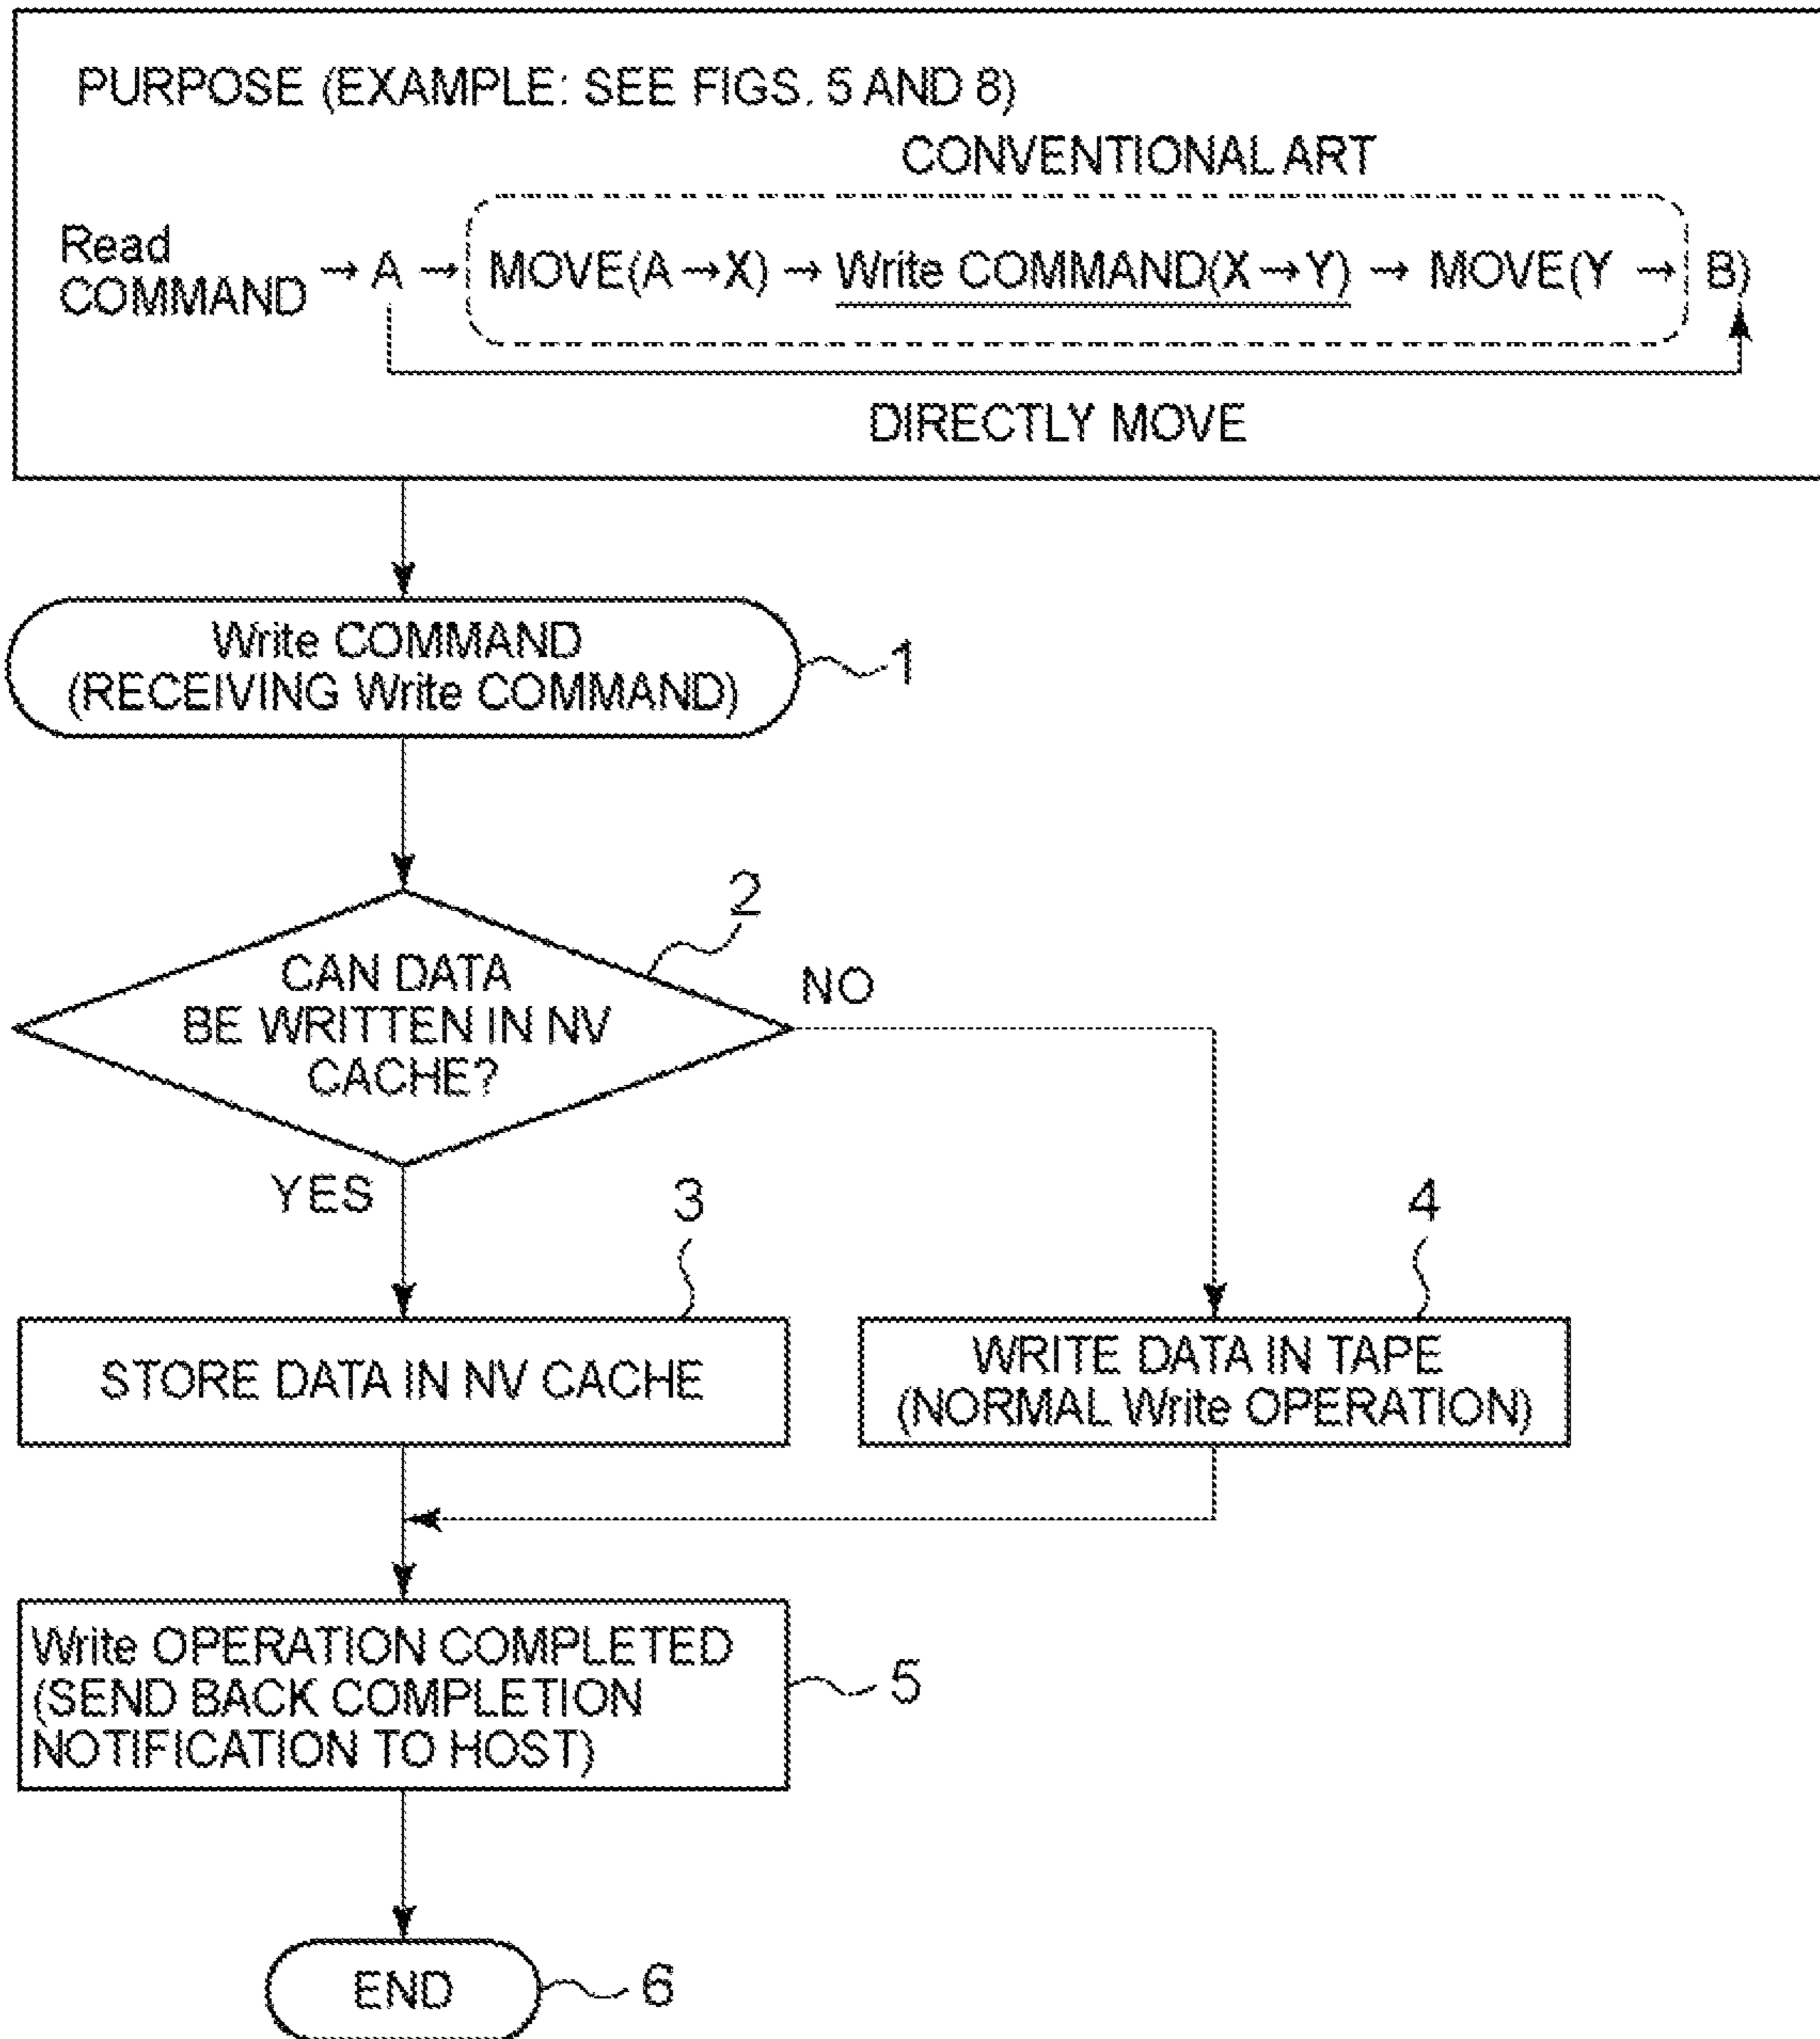 PURPOSE (EXAMPLE: SEE FIGS. 5 AND 8)
CONVENTIONAL ART
Read
COMMAND → A → MOVE(A→X) → Write COMMAND(X→Y) → MOVE(Y → B)
DIRECTLY MOVE
Write COMMAND
(RECEIVING Write COMMAND)
1
2
CAN DATA
BE WRITTEN IN NV
CACHE?
NO
YES
3
4
STORE DATA IN NV CACHE
WRITE DATA IN TAPE
(NORMAL Write OPERATION)
Write OPERATION COMPLETED
(SEND BACK COMPLETION
NOTIFICATION TO HOST)
5
END
6